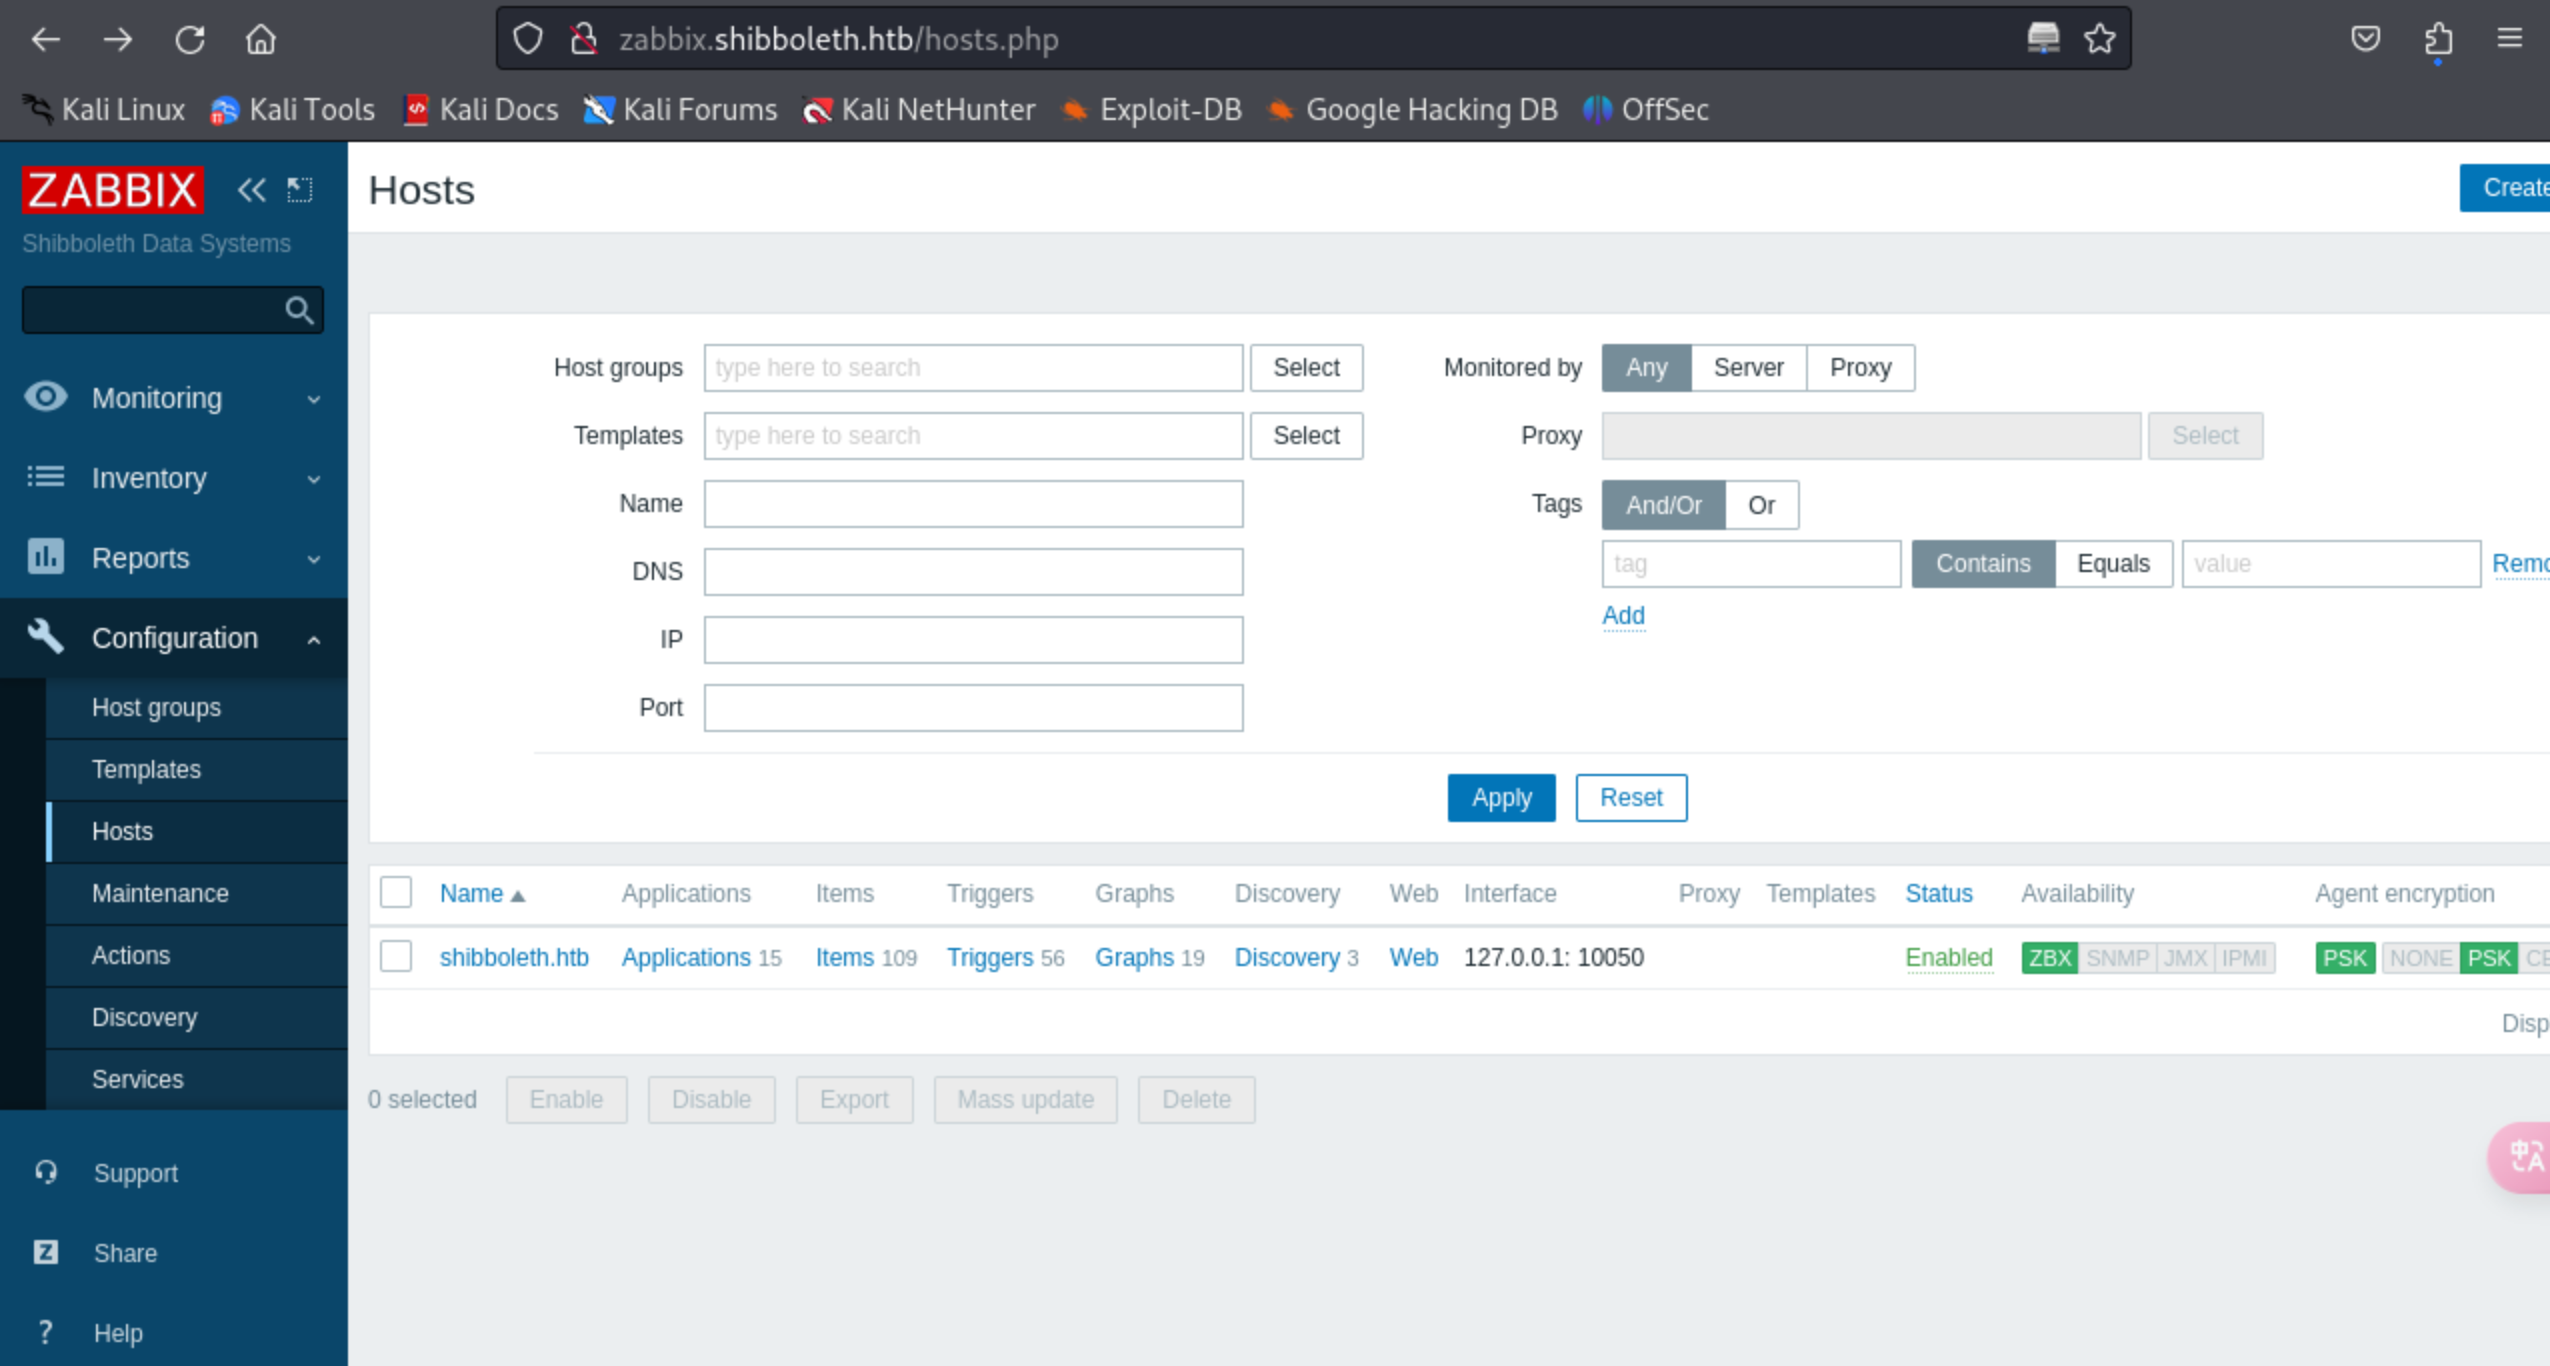 zabbix.shibboleth.htb/hosts.php
Kali Linux Kali Tools Kali Docs Kali Forums Kali NetHunter Exploit-DB Google Hacking DB OffSec
ZABBIX
Shibboleth Data Systems
Monitoring
Inventory
Reports
Configuration
Host groups
Templates
Hosts
Maintenance
Actions
Discovery
Services
Support
Share
Help
Hosts
Create
Host groups type here to search Select Monitored by Any Server Proxy
Templates type here to search Select Proxy Select
Name Tags And/Or Or
DNS tag Contains Equals value Remo
Add
IP
Port
Apply Reset
Name Applications Items Triggers Graphs Discovery Web Interface Proxy Templates Status Availability Agent encryption
shibboleth.htb Applications 15 Items 109 Triggers 56 Graphs 19 Discovery 3 Web 127.0.0.1: 10050 Enabled ZBX SNMP JMX IPMI PSK NONE PSK CE
Disp
0 selected Enable Disable Export Mass update Delete